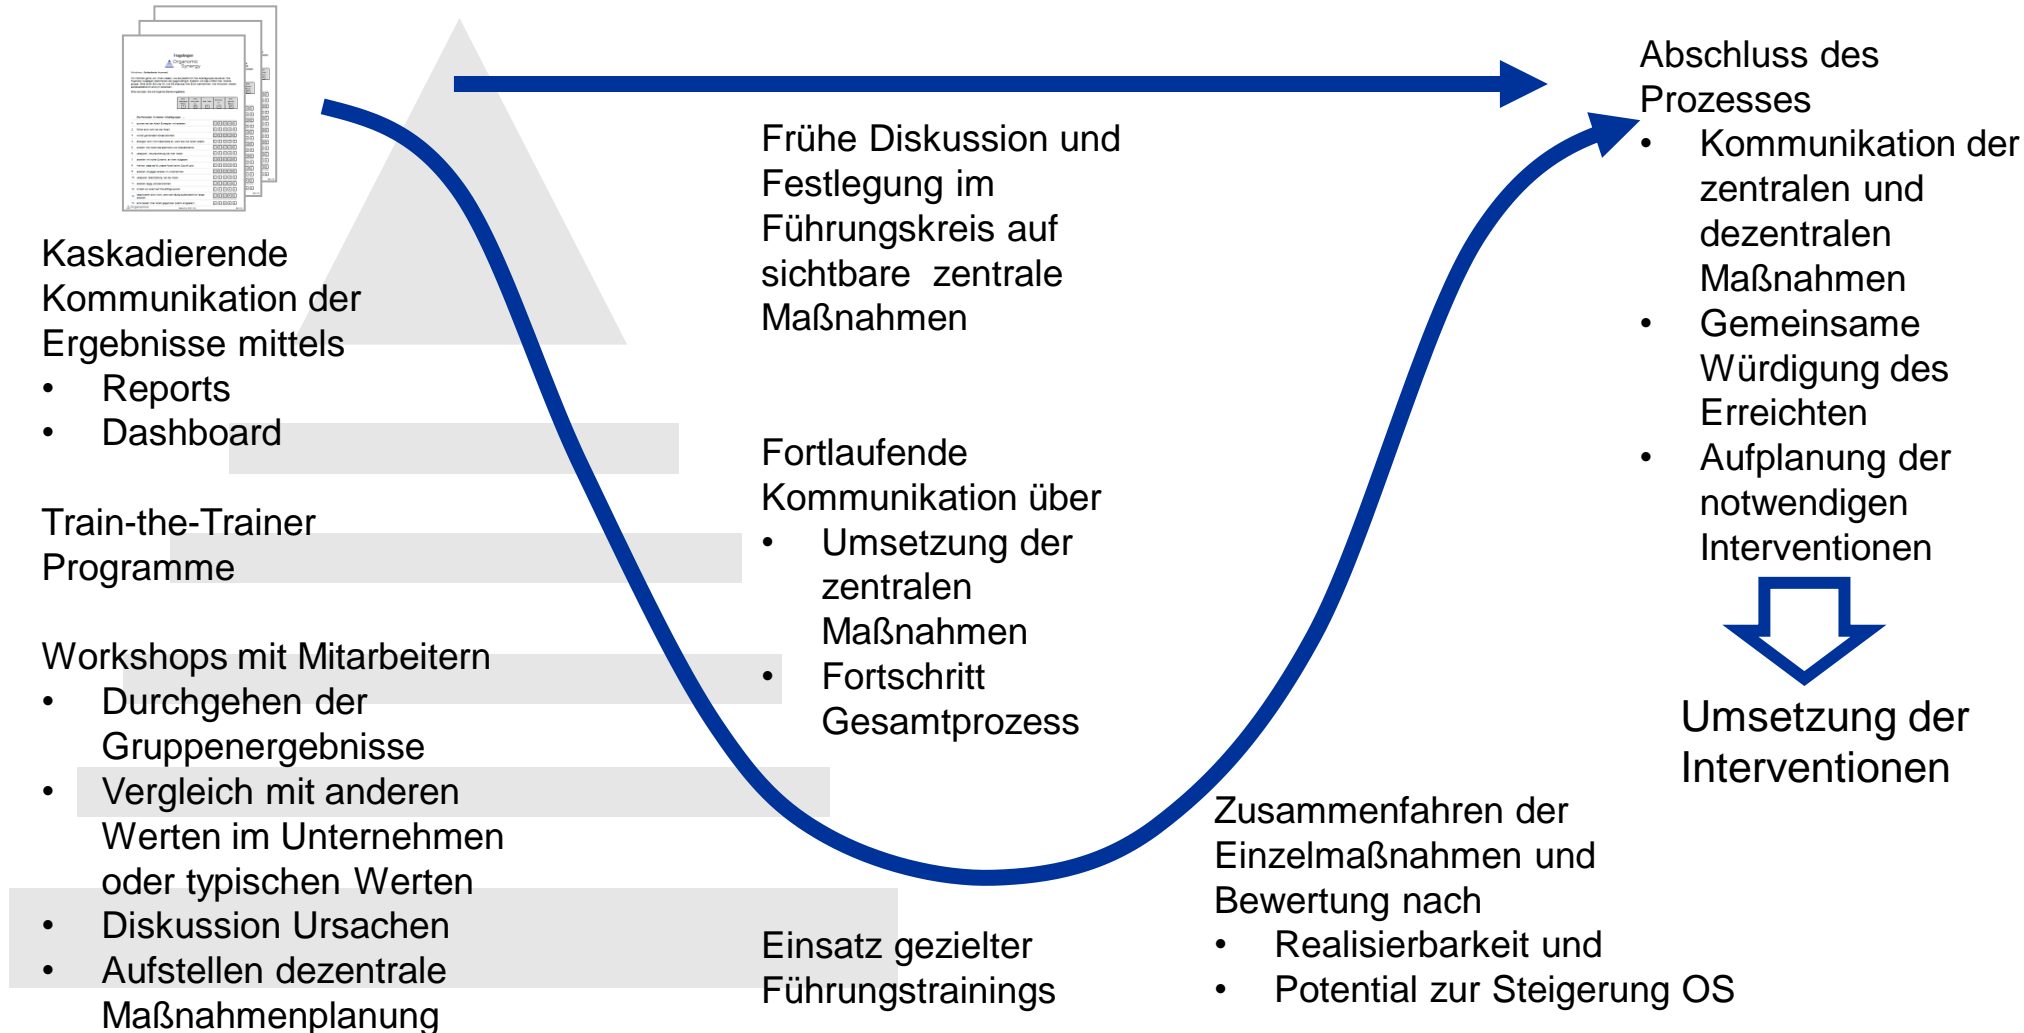 Fragebogen
Organomic
Synergy
Kaskadierende
Kommunikation der
Ergebnisse mittels
• Reports
• Dashboard
Train-the-Trainer
Programme
Workshops mit Mitarbeitern
• Durchgehen der
Gruppenergebnisse
• Vergleich mit anderen
Werten im Unternehmen
oder typischen Werten
• Diskussion Ursachen
• Aufstellen dezentrale
Maßnahmenplanung
Frühe Diskussion und
Festlegung im
Führungskreis auf
sichtbare zentrale
Maßnahmen
Fortlaufende
Kommunikation über
• Umsetzung der
zentralen
Maßnahmen
• Fortschritt
Gesamtprozess
Einsatz gezielter
Führungstrainings
Zusammenfahren der
Einzelmaßnahmen und
Bewertung nach
• Realisierbarkeit und
• Potential zur Steigerung OS
Abschluss des
Prozesses
• Kommunikation der
zentralen und
dezentralen
Maßnahmen
• Gemeinsame
Würdigung des
Erreichten
• Aufplanung der
notwendigen
Interventionen
Umsetzung der
Interventionen